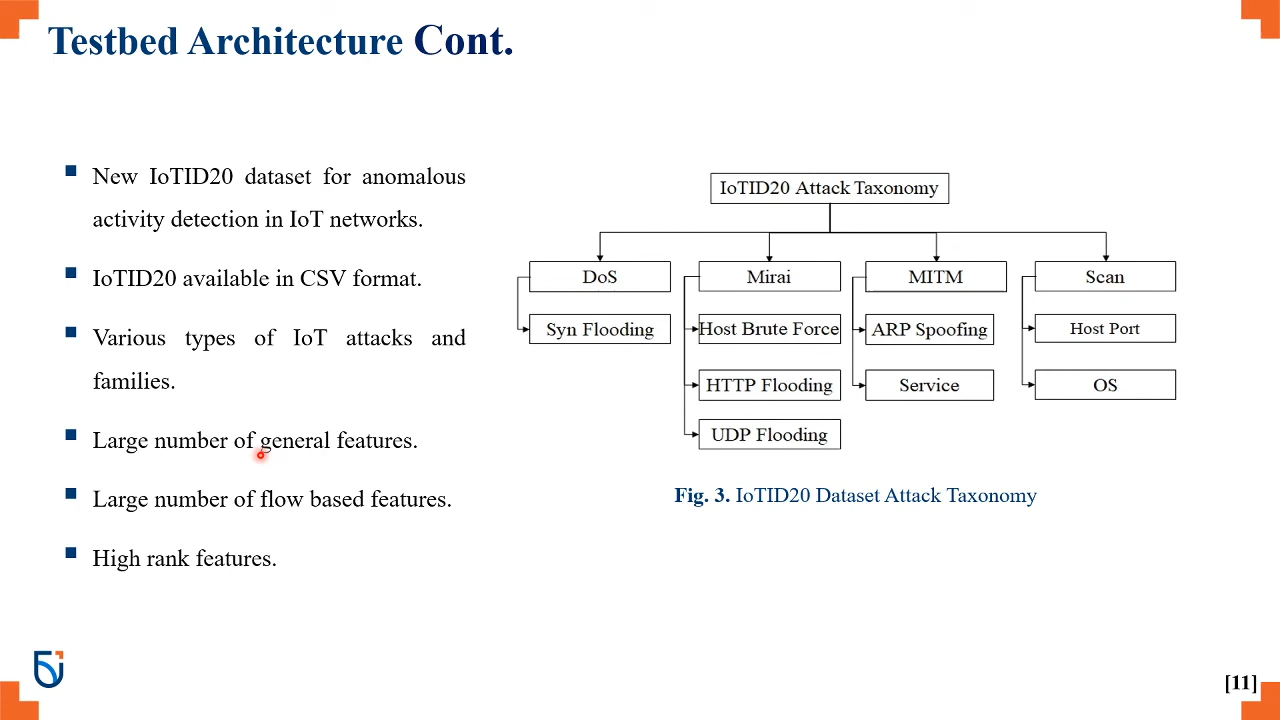 Testbed Architecture Cont.
New IoTID20 dataset for anomalous
activity detection in IoT networks.
IoTID20 available in CSV format.
Various types of IoT attacks and
families.
Large number of general features.
Large number of flow based features.
High rank features.
IoTID20 Attack Taxonomy
DoS
Mirai
MITM
Scan
Syn Flooding
Host Brute Force
ARP Spoofing
Host Port
HTTP Flooding
Service
OS
UDP Flooding
Fig. 3. IoTID20 Dataset Attack Taxonomy
[11]